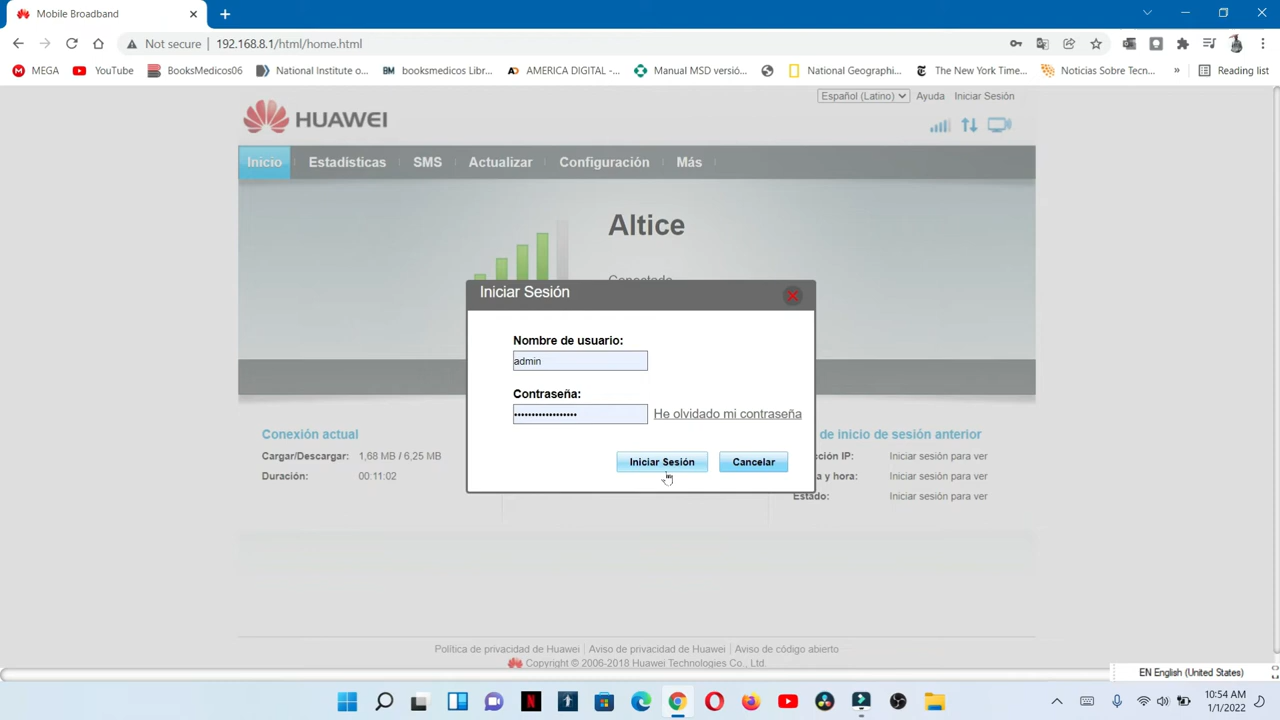 Mobile Broadband
Not secure 192.168.8.1/html/home.html
MEGA YouTube BooksMedicos06 National Institute o... booksmedicos Libr... AMERICA DIGITAL -... Manual MSD versió... National Geographi... The New York Time... Noticias Sobre Tecn... » Reading list
Español (Latino) Ayuda Iniciar Sesión
HUAWEI
Inicio Estadísticas SMS Actualizar Configuración Más
Altice
Conectado
Iniciar Sesión
Nombre de usuario:
admin
Contraseña:
He olvidado mi contraseña
Iniciar Sesión Cancelar
Conexión actual
Cargar/Descargar: 1,68 MB / 6,25 MB
Duración: 00:11:02
de inicio de sesión anterior
cción IP: Iniciar sesión para ver
a y hora: Iniciar sesión para ver
Estado: Iniciar sesión para ver
Política de privacidad de Huawei | Aviso de privacidad de Huawei | Aviso de código abierto
Copyright © 2006-2018 Huawei Technologies Co., Ltd.
EN English (United States)
10:54 AM
1/1/2022